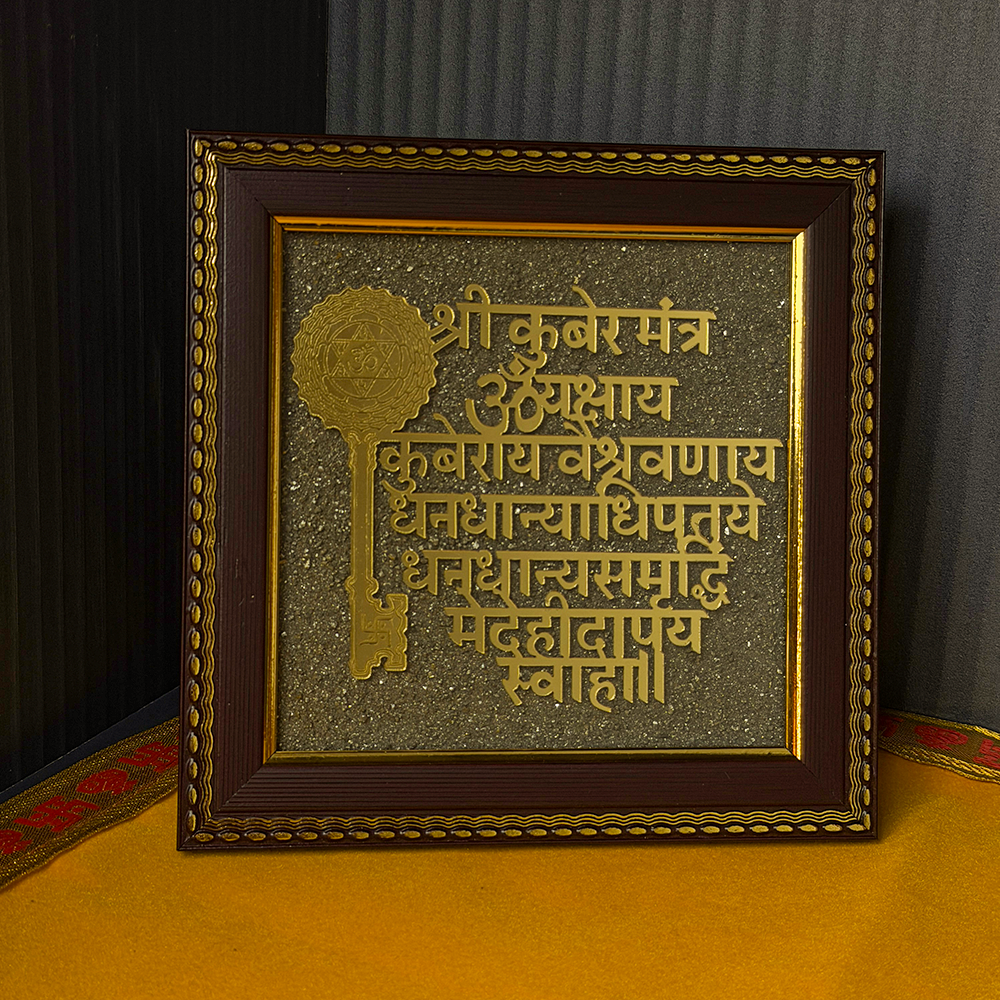 श्री कुबेर मंत्र
ॐ यक्षाय
कुबेराय वैश्रवणाय
धनधान्याधिपतये
धनधान्यसमृद्धिं
मेदेहीदार्पय
स्वाहा॥
ॐ